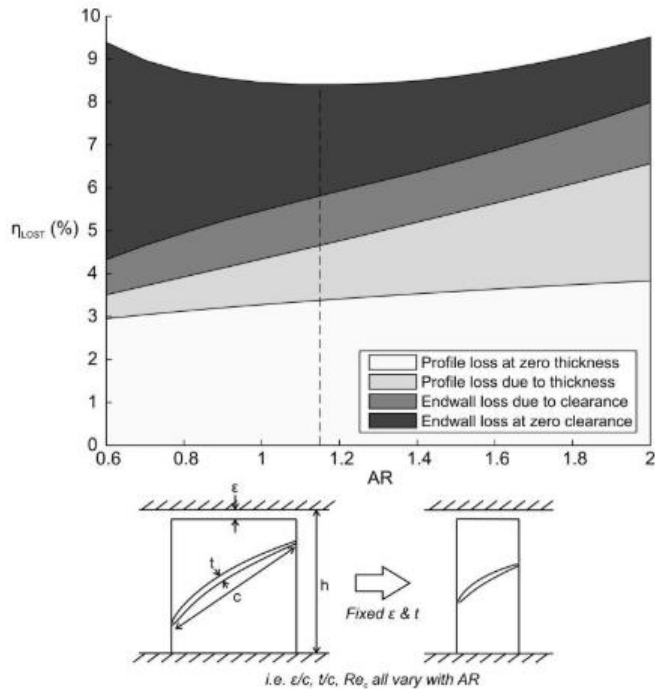 10
9
8
7
6
5
4
3
2
1
0
η_LOST (%)
Profile loss at zero thickness
Profile loss due to thickness
Endwall loss due to clearance
Endwall loss at zero clearance
0.6 0.8 1 1.2 1.4 1.6 1.8 2
AR
ε
t
c
h
Fixed ε & t
i.e. ε/c, t/c, Re_c all vary with AR